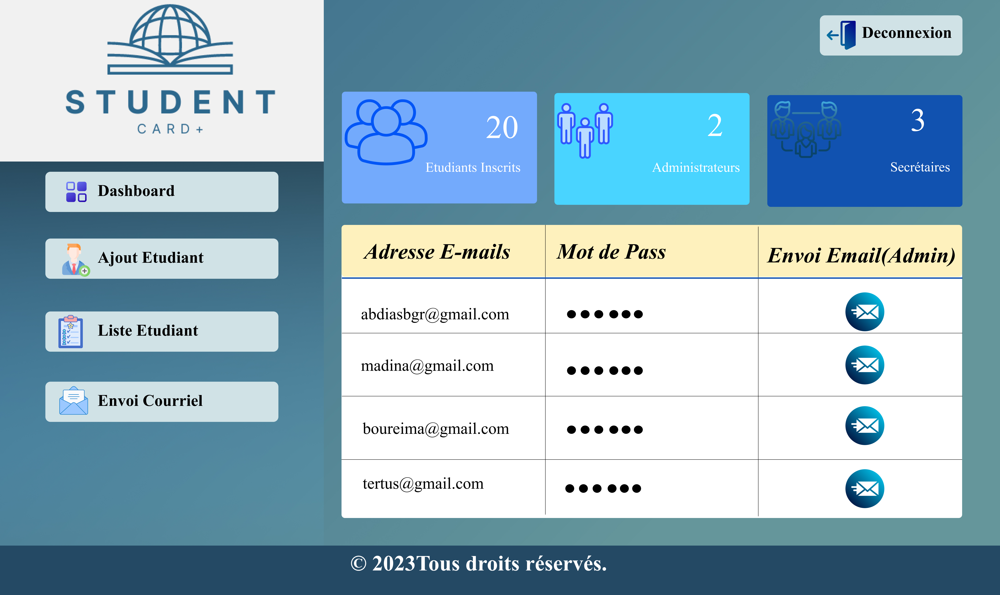 STUDENT
CARD+
Deconnexion
20
Etudiants Inscrits
2
Administrateurs
3
Secrétaires
Dashboard
Ajout Etudiant
Liste Etudiant
Envoi Courriel
Adresse E-mails Mot de Pass Envoi Email(Admin)
abdiasbgr@gmail.com
madina@gmail.com
boureima@gmail.com
tertus@gmail.com
© 2023Tous droits réservés.